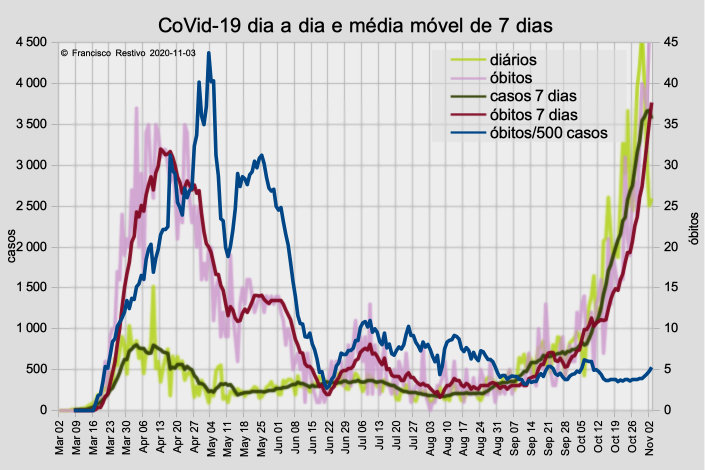 CoVid-19 dia a dia e média móvel de 7 dias
© Francisco Restivo 2020-11-03
diários
óbitos
casos 7 dias
óbitos 7 dias
óbitos/500 casos
casos
4 500
4 000
3 500
3 000
2 500
2 000
1 500
1 000
500
0
45
40
35
30
25
20
15
10
5
0
óbitos
Mar 02
Mar 09
Mar 16
Mar 23
Mar 30
Apr 06
Apr 13
Apr 20
Apr 27
May 04
May 11
May 18
May 25
Jun 01
Jun 08
Jun 15
Jun 22
Jun 29
Jul 06
Jul 13
Jul 20
Jul 27
Aug 03
Aug 10
Aug 17
Aug 24
Aug 31
Sep 07
Sep 14
Sep 21
Sep 28
Oct 05
Oct 12
Oct 19
Oct 26
Nov 02